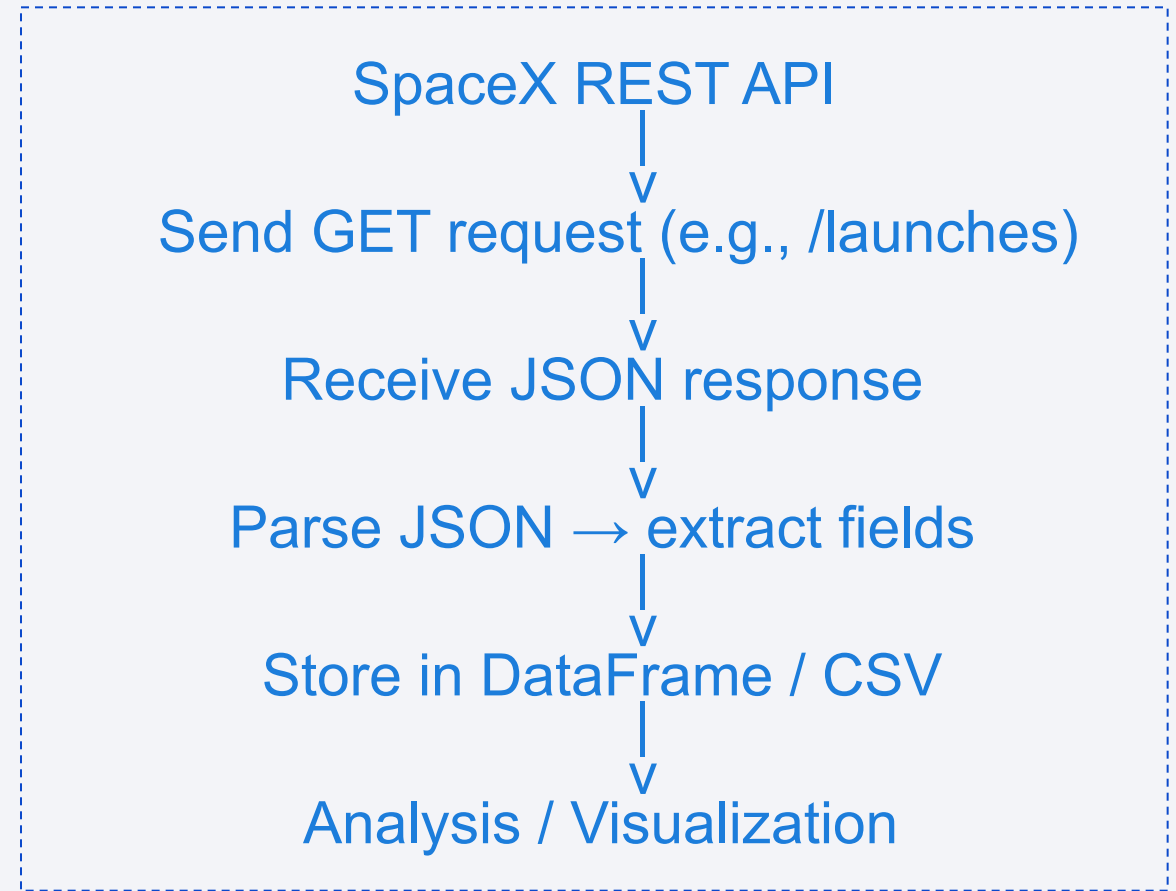 SpaceX REST API
|
v
Send GET request (e.g., /launches)
|
v
Receive JSON response
|
v
Parse JSON → extract fields
|
v
Store in DataFrame / CSV
|
v
Analysis / Visualization